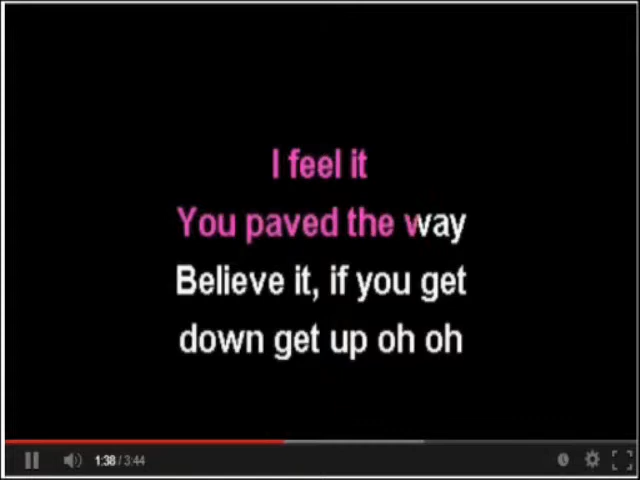 I feel it
You paved the way
Believe it, if you get
down get up oh oh
1:38 / 3:44